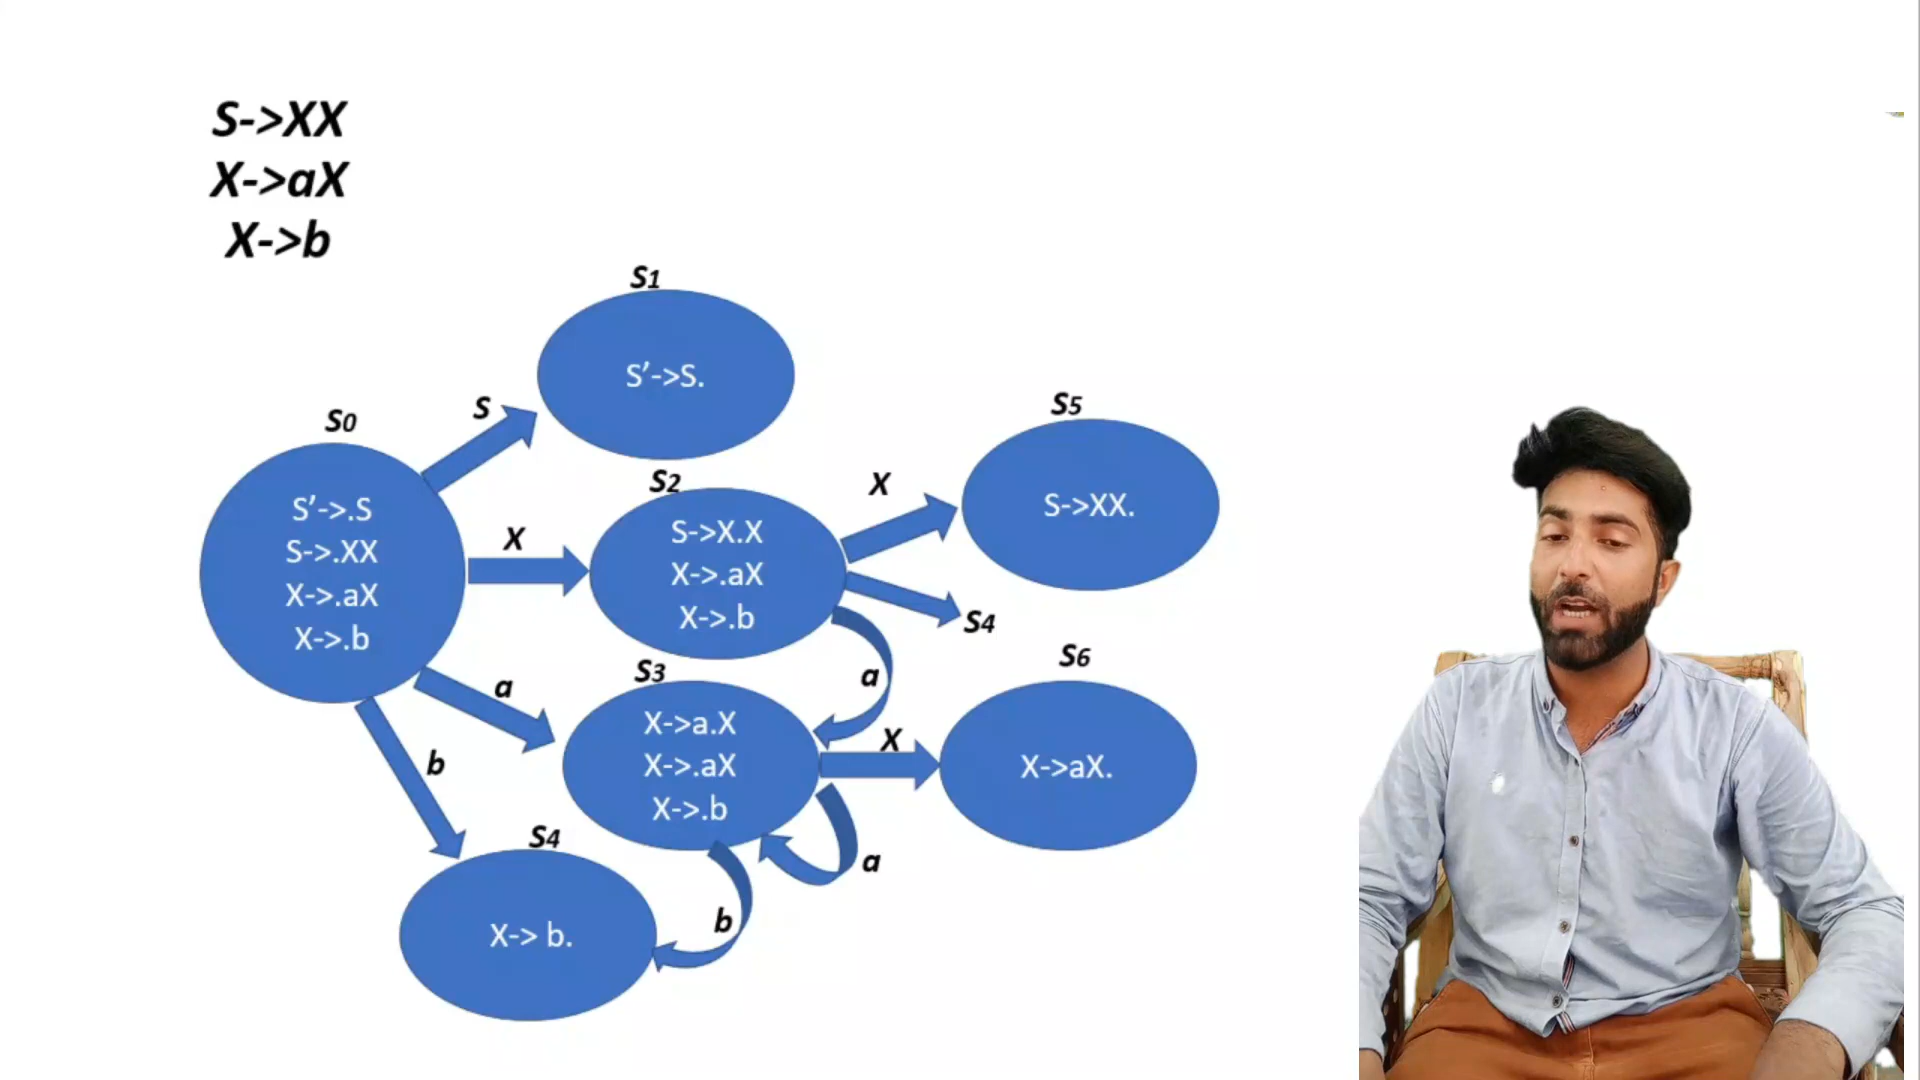 S->XX
X->aX
X->b
S1
S'->S.
S
S0
S'->.S
S->.XX
X->.aX
X->.b
X
S2
S->X.X
X->.aX
X->.b
X
S5
S->XX.
S4
a
a
S3
X->a.X
X->.aX
X->.b
X
S6
X->aX.
a
b
S4
X-> b.
b